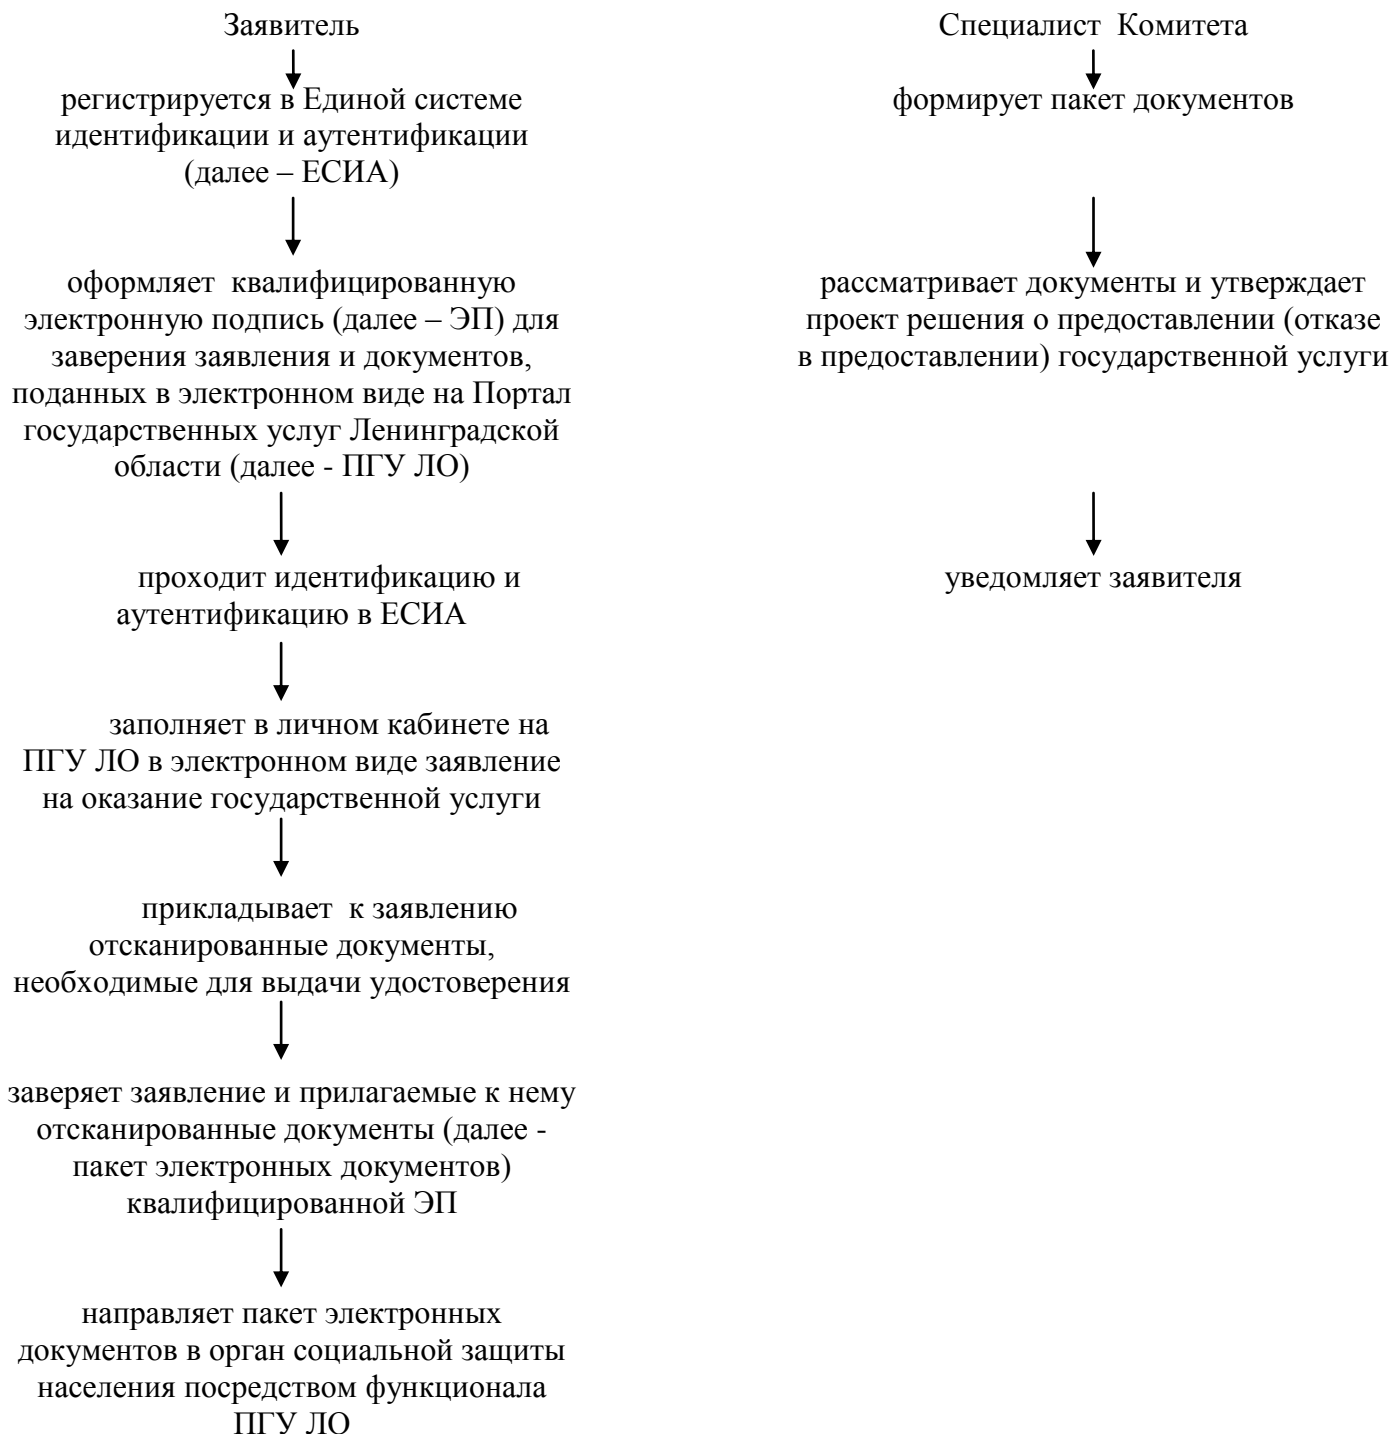 Заявитель
регистрируется в Единой системе
идентификации и аутентификации
(далее – ЕСИА)
оформляет квалифицированную
электронную подпись (далее – ЭП) для
заверения заявления и документов,
поданных в электронном виде на Портал
государственных услуг Ленинградской
области (далее - ПГУ ЛО)
проходит идентификацию и
аутентификацию в ЕСИА
заполняет в личном кабинете на
ПГУ ЛО в электронном виде заявление
на оказание государственной услуги
прикладывает к заявлению
отсканированные документы,
необходимые для выдачи удостоверения
заверяет заявление и прилагаемые к нему
отсканированные документы (далее -
пакет электронных документов)
квалифицированной ЭП
направляет пакет электронных
документов в орган социальной защиты
населения посредством функционала
ПГУ ЛО
Специалист Комитета
формирует пакет документов
рассматривает документы и утверждает
проект решения о предоставлении (отказе
в предоставлении) государственной услуги
уведомляет заявителя